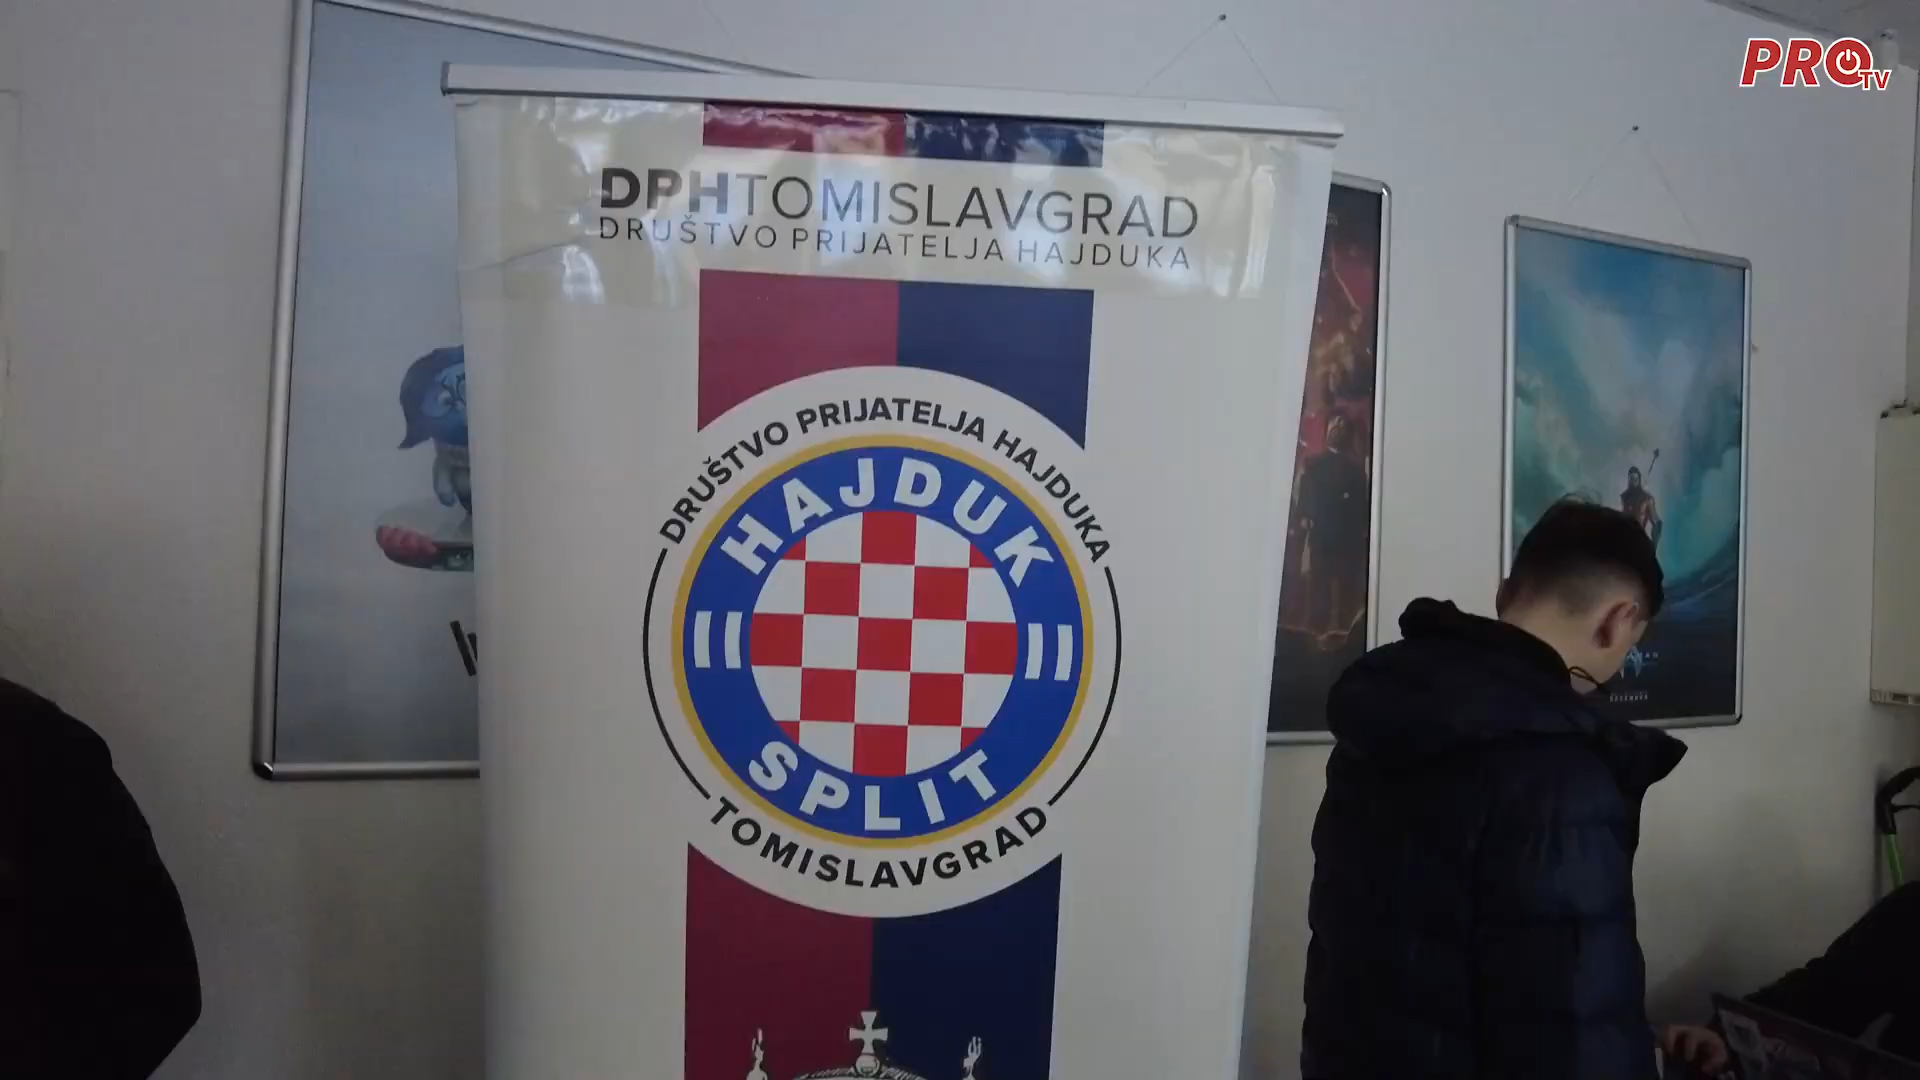 PRO TV
DPHTOMISLAVGRAD
DRUŠTVO PRIJATELJA HAJDUKA
DRUŠTVO PRIJATELJA HAJDUKA
HAJDUK
SPLIT
TOMISLAVGRAD